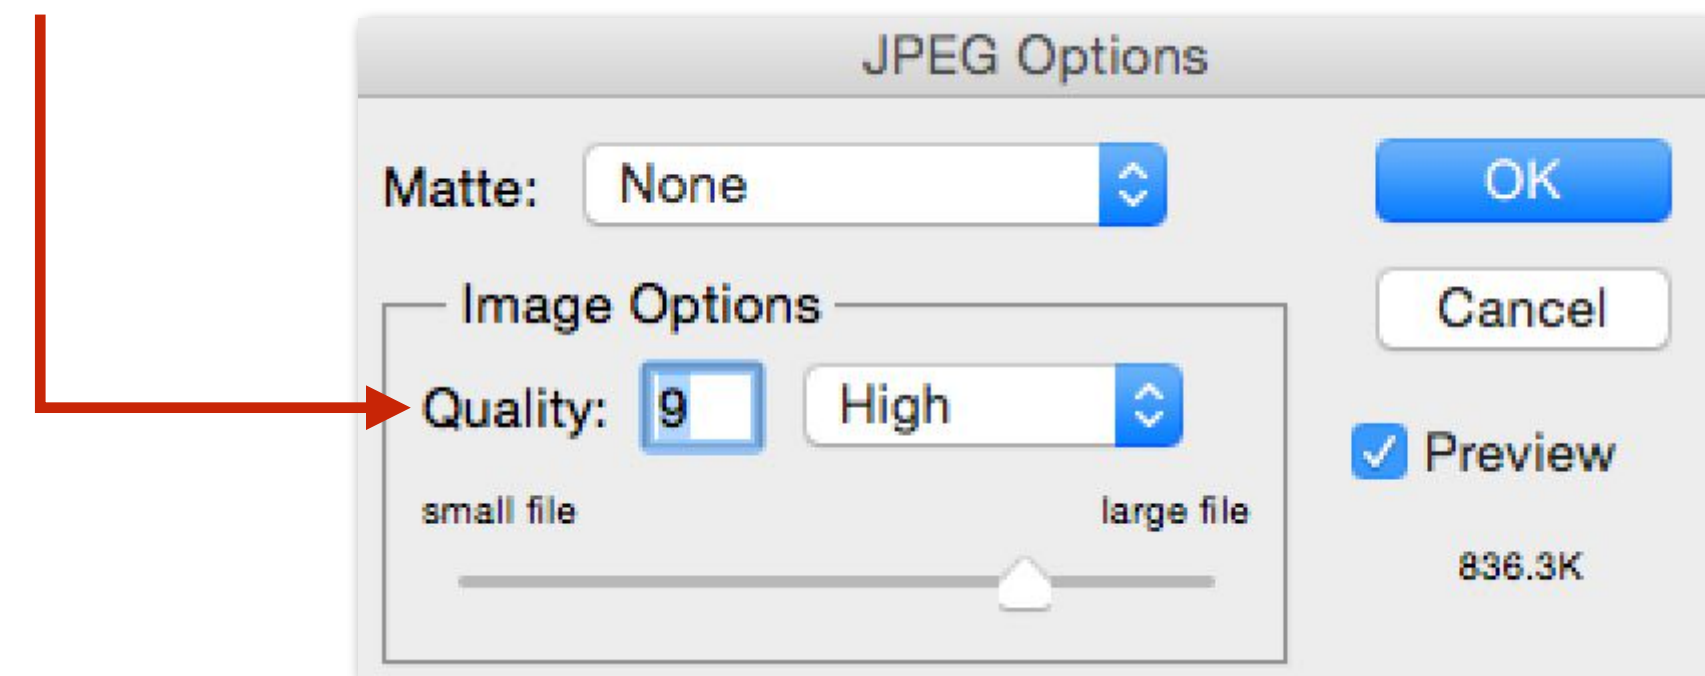 JPEG Options
Matte: None
OK
Image Options
Cancel
Quality: 9 High
Preview
small file large file
836.3K